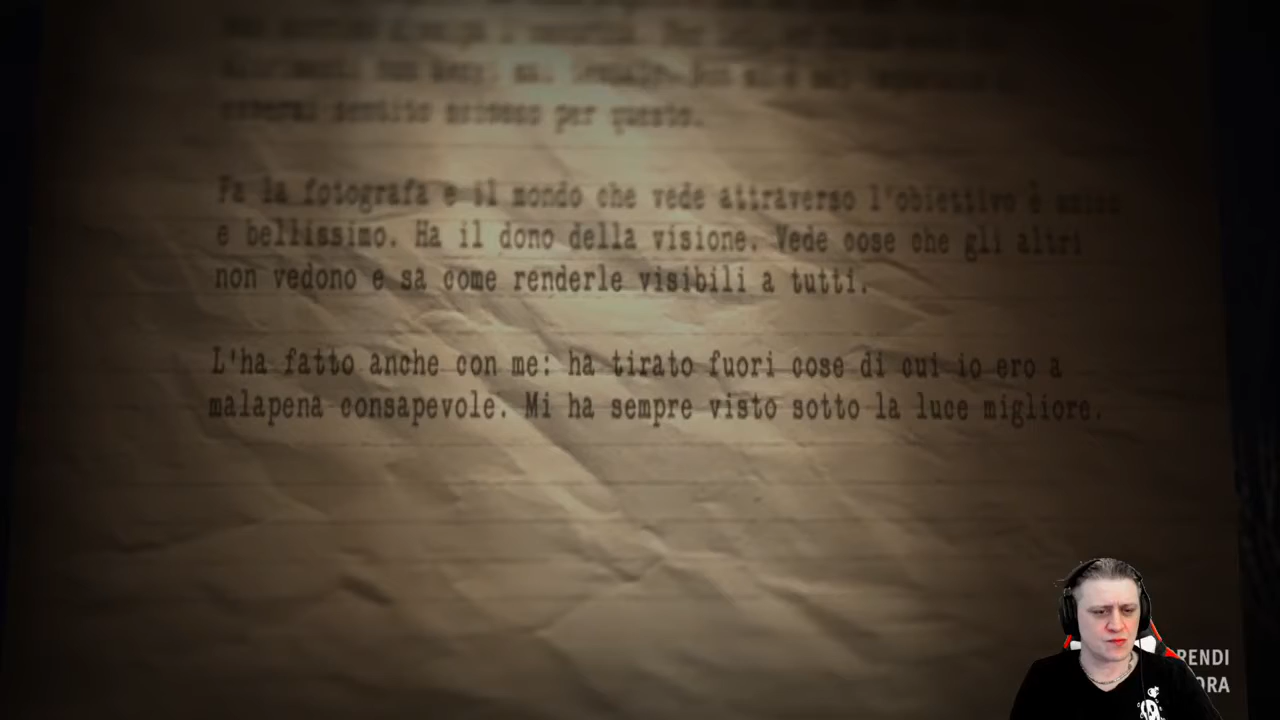 essermi sentito offeso per questo.
Fa la fotografa e il mondo che vede attraverso l'obiettivo è
e bellissimo. Ha il dono della visione. Vede cose che gli altri
non vedono e sa come renderle visibili a tutti.
L'ha fatto anche con me: ha tirato fuori cose di cui io ero a
malapena consapevole. Mi ha sempre visto sotto la luce migliore.
RENDI
ORA